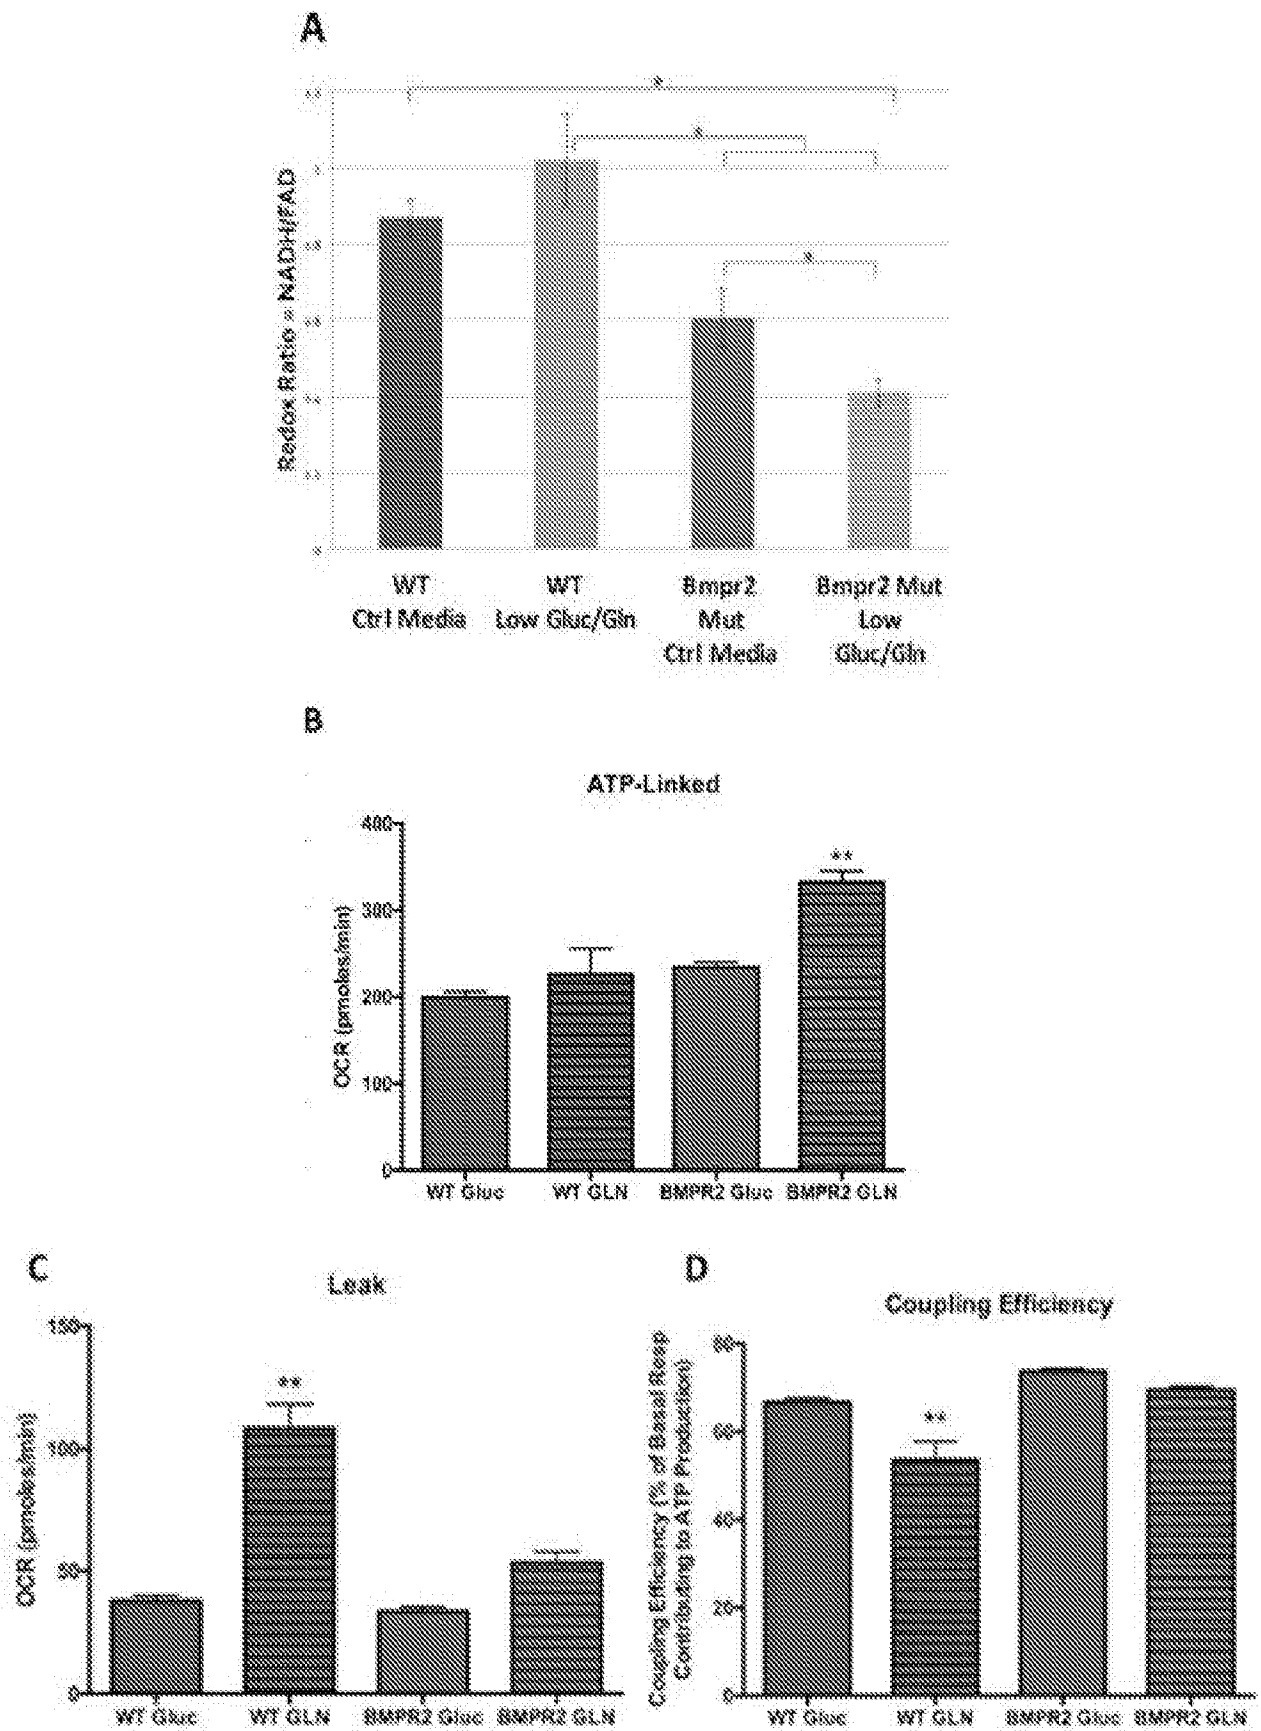 A
Redox Ratio = NADH/FAD
*
*
*
0
WT
Ctrl Media
WT
Low Gluc/Gln
Bmpr2
Mut
Ctrl Media
Bmpr2 Mut
Low
Gluc/Gln
B
ATP-Linked
OCR (pmoles/min)
400
300
200
100
0
**
WT Gluc
WT GLN
BMPR2 Gluc
BMPR2 GLN
C
Leak
OCR (pmoles/min)
150
100
50
0
**
WT Gluc
WT GLN
BMPR2 Gluc
BMPR2 GLN
D
Coupling Efficiency
Coupling Efficiency (% of Basal Resp
Contributing to ATP Production)
80
60
40
20
0
**
WT Gluc
WT GLN
BMPR2 Gluc
BMPR2 GLN